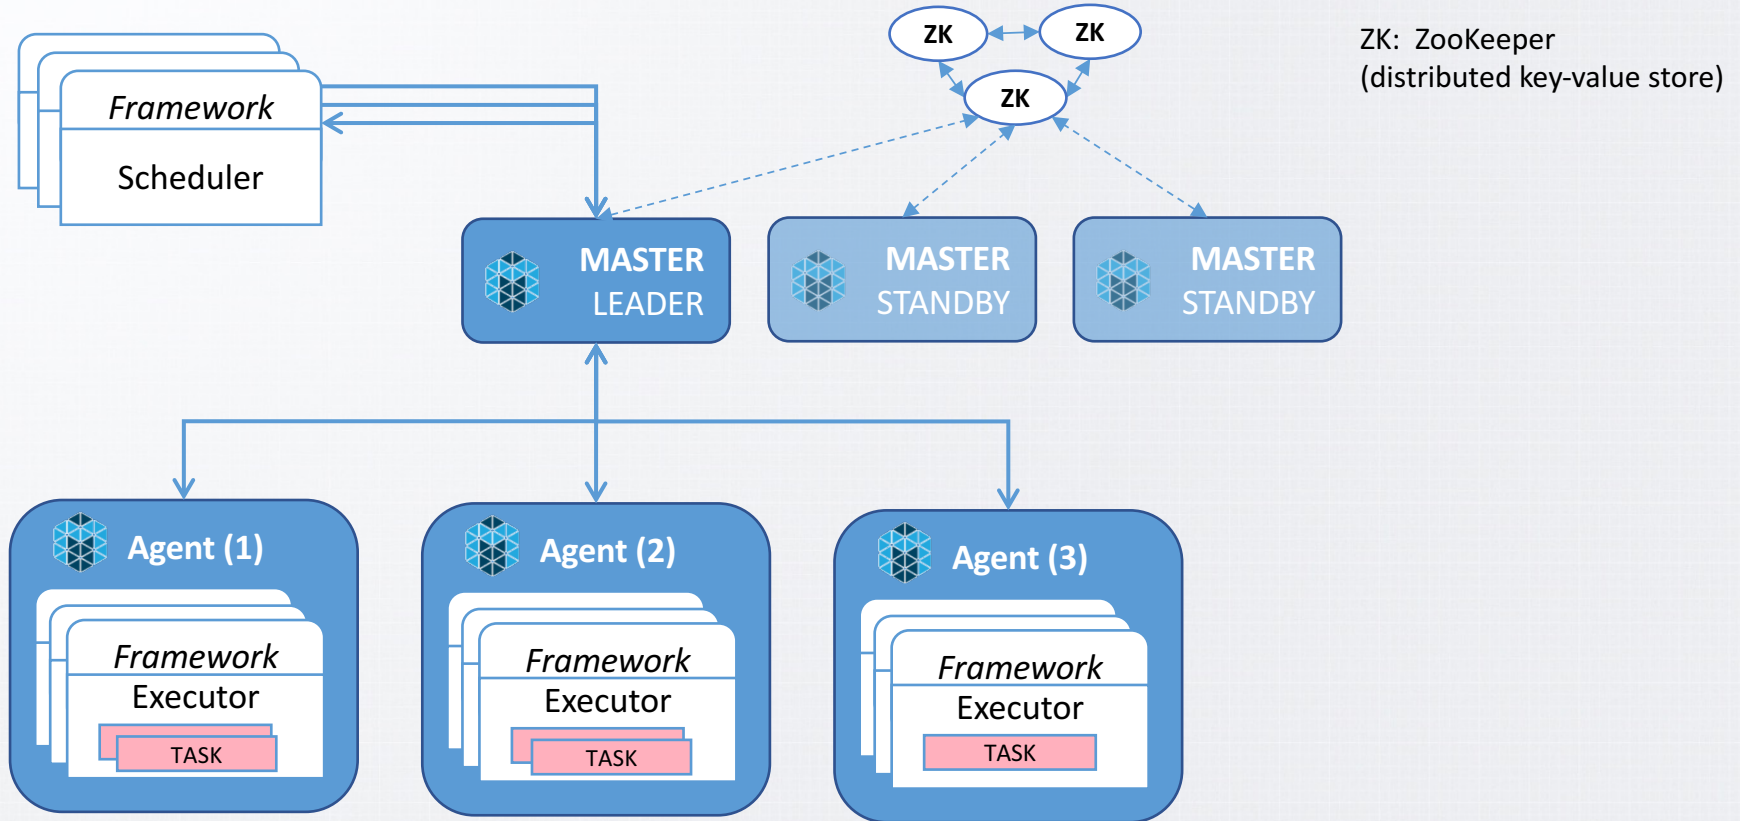 ZK
ZK
ZK
ZK:  ZooKeeper
(distributed key-value store)
Framework
Scheduler
MASTER
LEADER
MASTER
STANDBY
MASTER
STANDBY
Agent (1)
Framework
Executor
TASK
Agent (2)
Framework
Executor
TASK
Agent (3)
Framework
Executor
TASK